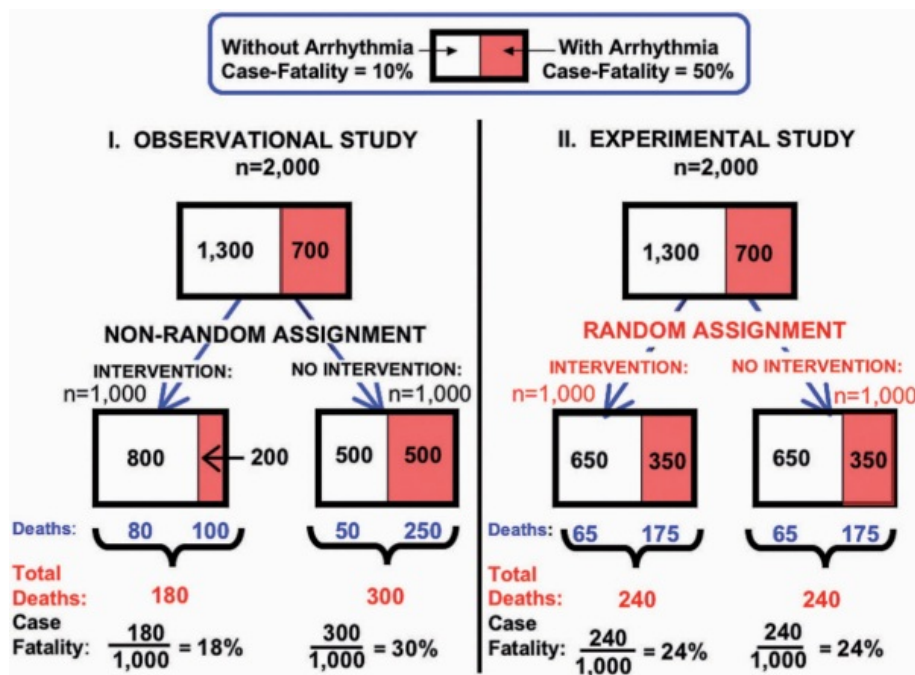 Without Arrhythmia
Case-Fatality = 10%
With Arrhythmia
Case-Fatality = 50%
I. OBSERVATIONAL STUDY
n=2,000
1,300 700
NON-RANDOM ASSIGNMENT
INTERVENTION:
n=1,000
NO INTERVENTION:
n=1,000
800 200
500 500
Deaths: 80 100 50 250
Total
Deaths: 180 300
Case
Fatality: 180/1,000 = 18% 300/1,000 = 30%
II. EXPERIMENTAL STUDY
n=2,000
1,300 700
RANDOM ASSIGNMENT
INTERVENTION:
n=1,000
NO INTERVENTION:
n=1,000
650 350
650 350
Deaths: 65 175 65 175
Total
Deaths: 240 240
Case
Fatality: 240/1,000 = 24% 240/1,000 = 24%